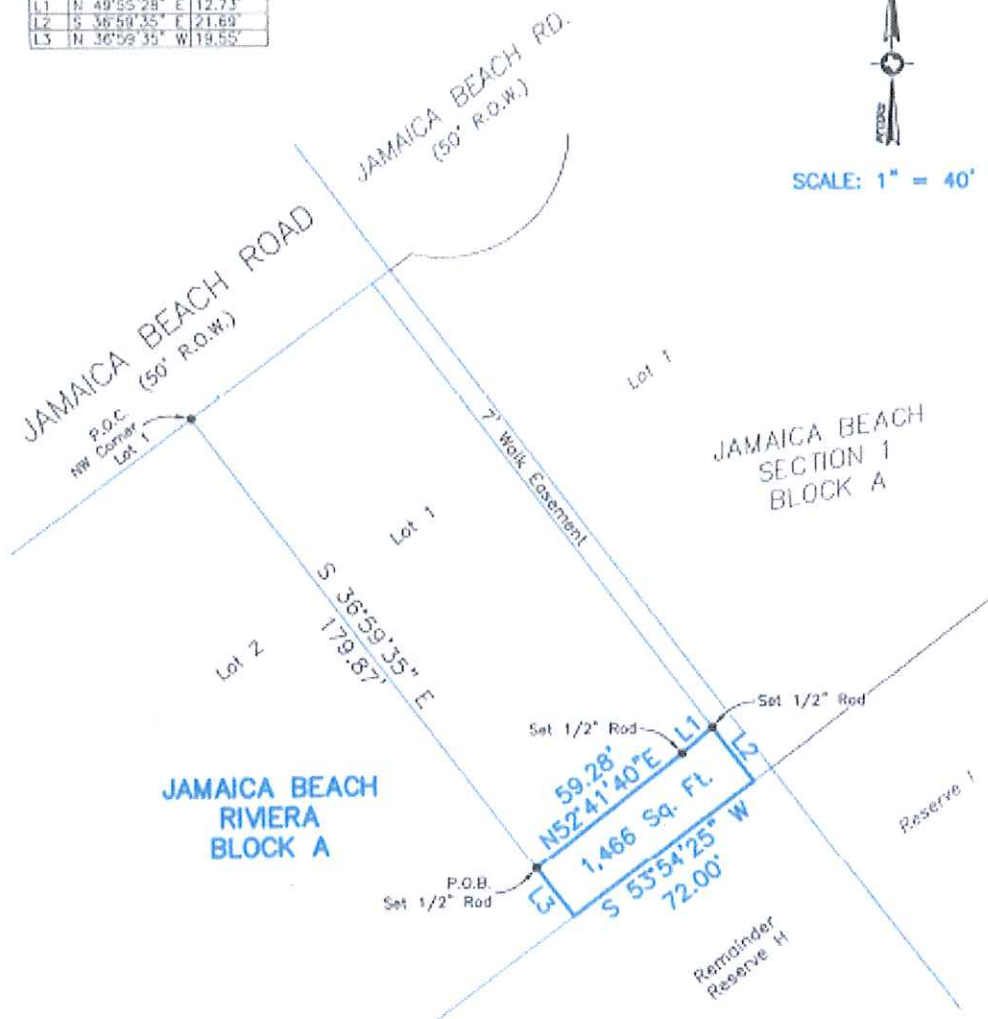 L1 N 49°55'28" E 12.73'
L2 S 36°59'35" E 21.69'
L3 N 36°59'35" W 19.55'
JAMAICA BEACH RD.
(50' R.O.W.)
SCALE: 1" = 40'
JAMAICA BEACH ROAD
(50' R.O.W.)
P.O.C.
NW Corner
Lot 1
Lot 1
7' Walk Easement
JAMAICA BEACH
SECTION 1
BLOCK A
Lot 1
S 36°59'35" E
179.87'
Lot 2
Set 1/2" Rod
Set 1/2" Rod
L1
L2
59.28'
N52°41'40"E
1,466 Sq. Ft.
S 53°54'25" W
72.00'
JAMAICA BEACH
RIVIERA
BLOCK A
P.O.B.
Set 1/2" Rod
L3
Reserve I
Remainder
Reserve H